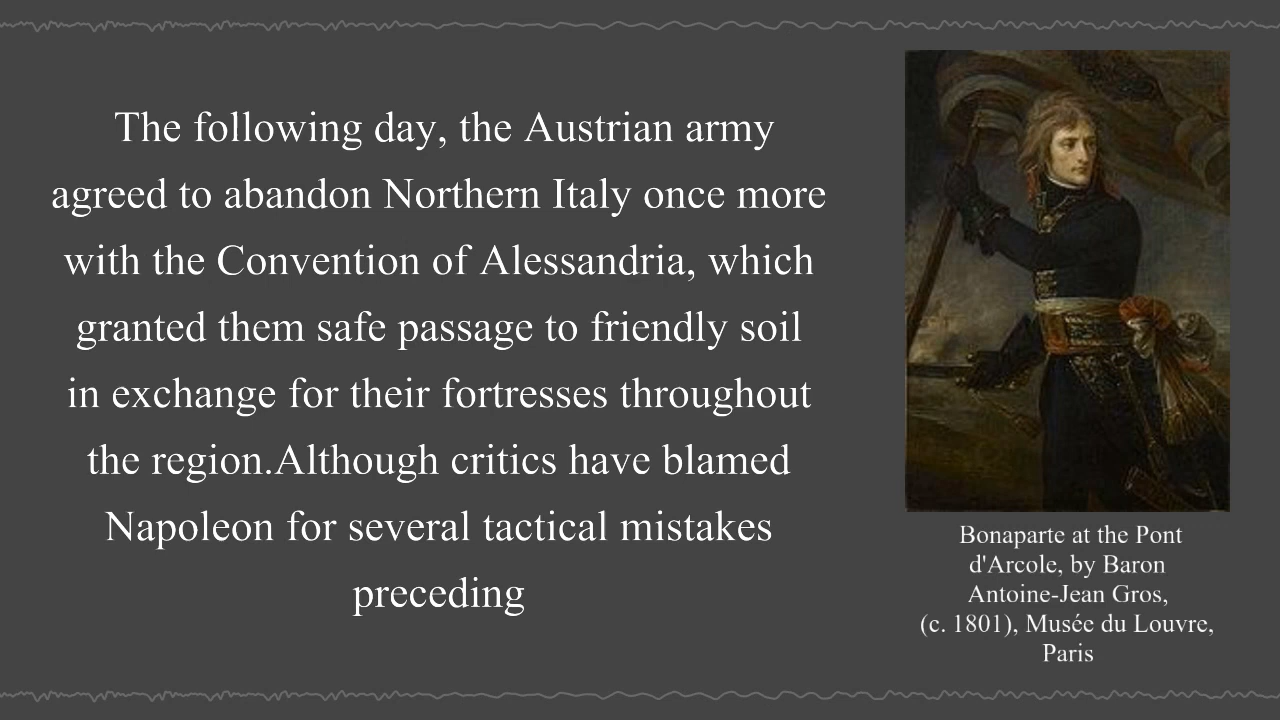 The following day, the Austrian army
agreed to abandon Northern Italy once more
with the Convention of Alessandria, which
granted them safe passage to friendly soil
in exchange for their fortresses throughout
the region.Although critics have blamed
Napoleon for several tactical mistakes
preceding
Bonaparte at the Pont
d'Arcole, by Baron
Antoine-Jean Gros,
(c. 1801), Musée du Louvre,
Paris